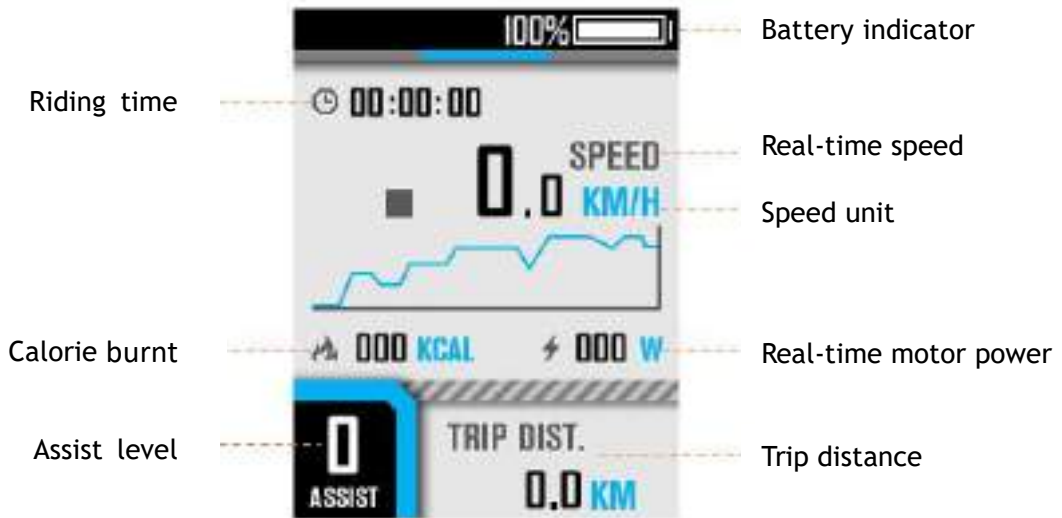 100%
Battery indicator
Riding time
00:00:00
SPEED
Real-time speed
0.0 KM/H
Speed unit
Calorie burnt
000 KCAL
000 W
Real-time motor power
Assist level
0
ASSIST
TRIP DIST.
0.0 KM
Trip distance